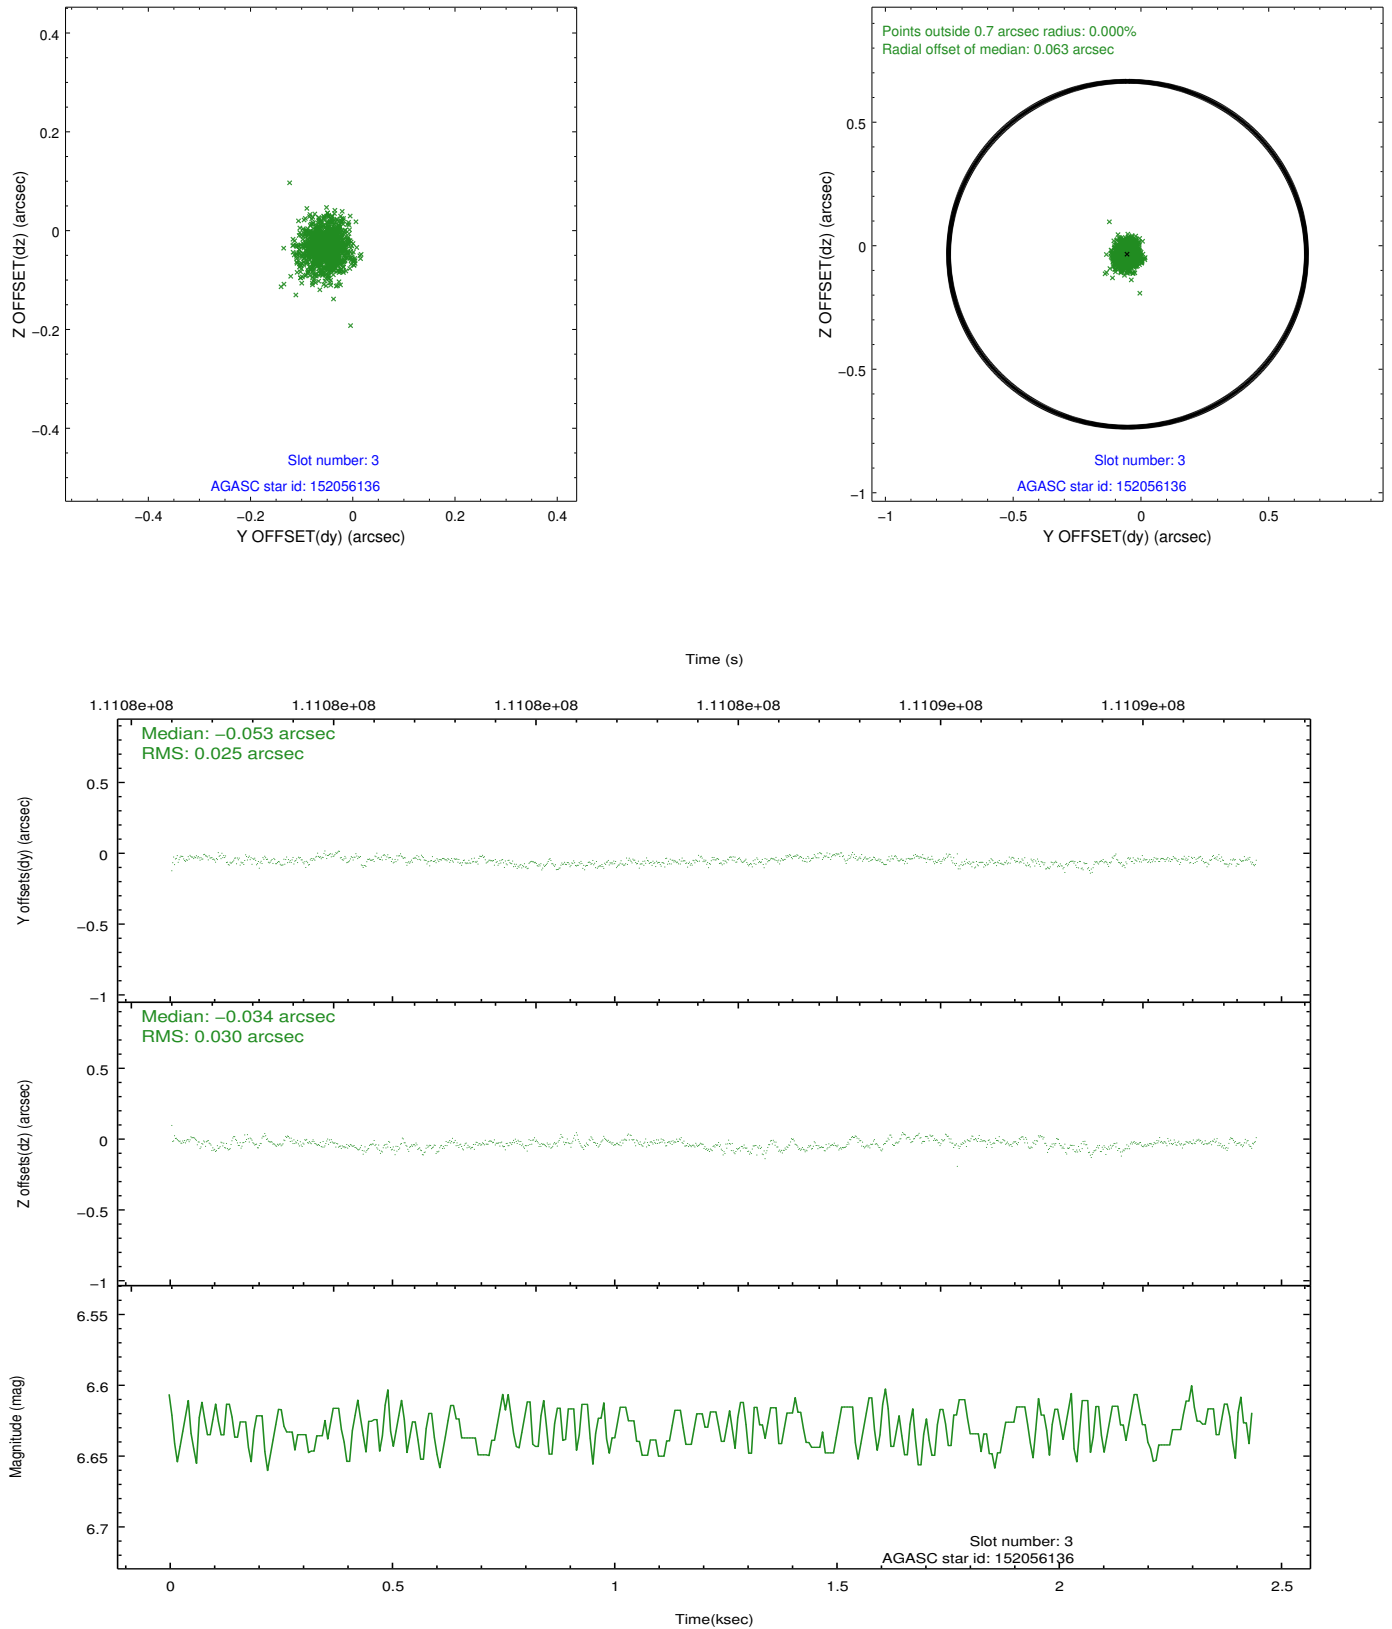 0.4
0.2
0
−0.2
−0.4
Z OFFSET(dz) (arcsec)
Slot number: 3
AGASC star id: 152056136
−0.4
−0.2
0
0.2
0.4
Y OFFSET(dy) (arcsec)
Points outside 0.7 arcsec radius: 0.000%
Radial offset of median: 0.063 arcsec
0.5
0
−0.5
−1
Z OFFSET(dz) (arcsec)
Slot number: 3
AGASC star id: 152056136
−1
−0.5
0
0.5
Y OFFSET(dy) (arcsec)
Time (s)
1.1108e+08
1.1108e+08
1.1108e+08
1.1108e+08
1.1109e+08
1.1109e+08
Median: −0.053 arcsec
RMS: 0.025 arcsec
0.5
0
−0.5
−1
Y offsets(dy) (arcsec)
Median: −0.034 arcsec
RMS: 0.030 arcsec
0.5
0
−0.5
−1
Z offsets(dz) (arcsec)
6.55
6.6
6.65
6.7
Magnitude (mag)
Slot number: 3
AGASC star id: 152056136
0
0.5
1
1.5
2
2.5
Time(ksec)